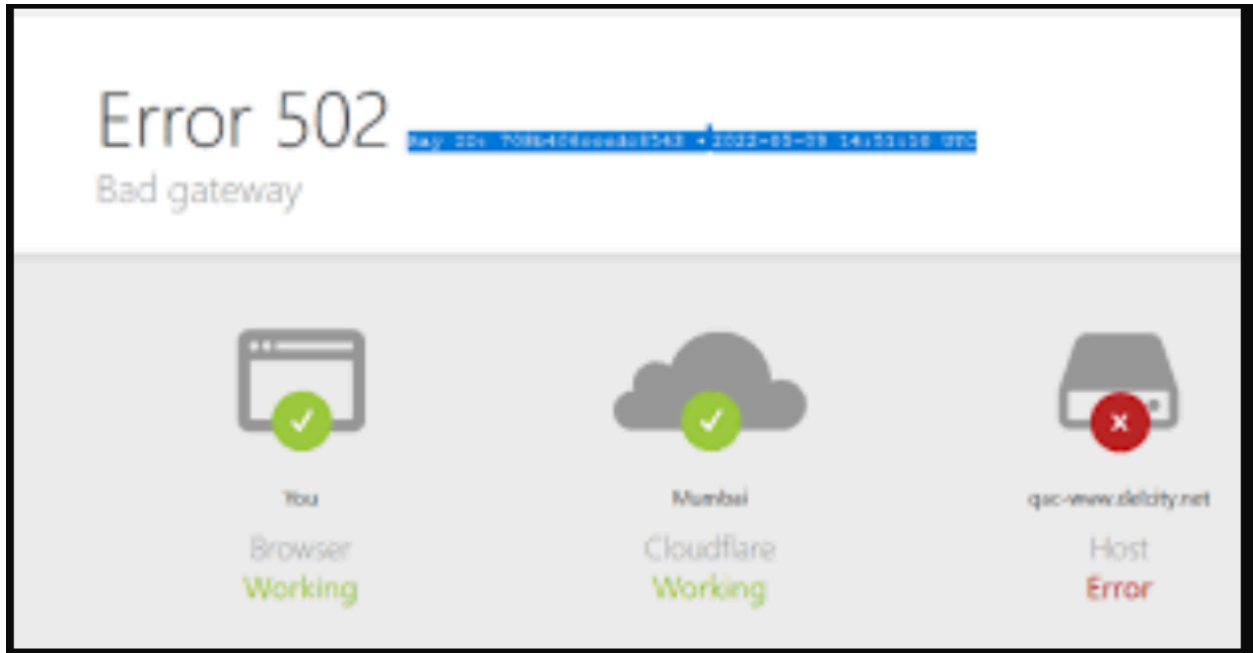 Error 502
Bad gateway
You
Mumbai
Browser
Cloudflare
Host
Working
Working
Error